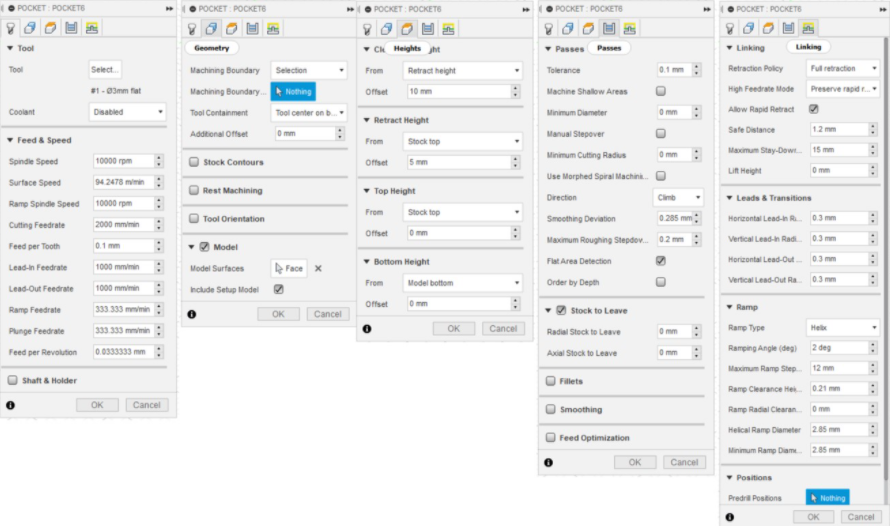 POCKET : POCKET6
Tool
Tool Select...
#1 - Ø3mm flat
Coolant Disabled
Feed & Speed
Spindle Speed 10000 rpm
Surface Speed 94.2478 m/min
Ramp Spindle Speed 10000 rpm
Cutting Feedrate 2000 mm/min
Feed per Tooth 0.1 mm
Lead-In Feedrate 1000 mm/min
Lead-Out Feedrate 1000 mm/min
Ramp Feedrate 333.333 mm/min
Plunge Feedrate 333.333 mm/min
Feed per Revolution 0.0333333 mm
Shaft & Holder
OK Cancel
POCKET : POCKET6
Geometry
Machining Boundary Selection
Machining Boundary... Nothing
Tool Containment Tool center on b...
Additional Offset 0 mm
Stock Contours
Rest Machining
Tool Orientation
Model
Model Surfaces Face
Include Setup Model
OK Cancel
POCKET : POCKET6
Heights
From Retract height
Offset 10 mm
Retract Height
From Stock top
Offset 5 mm
Top Height
From Stock top
Offset 0 mm
Bottom Height
From Model bottom
Offset 0 mm
OK Cancel
POCKET : POCKET6
Passes Passes
Tolerance 0.1 mm
Machine Shallow Areas
Minimum Diameter 0 mm
Manual Stepover
Minimum Cutting Radius 0 mm
Use Morphed Spiral Machini...
Direction Climb
Smoothing Deviation 0.285 mm
Maximum Roughing Stepdov... 0.2 mm
Flat Area Detection
Order by Depth
Stock to Leave
Radial Stock to Leave 0 mm
Axial Stock to Leave 0 mm
Fillets
Smoothing
Feed Optimization
OK Cancel
POCKET : POCKET6
Linking Linking
Retraction Policy Full retraction
High Feedrate Mode Preserve rapid r...
Allow Rapid Retract
Safe Distance 1.2 mm
Maximum Stay-Down... 15 mm
Lift Height 0 mm
Leads & Transitions
Horizontal Lead-In R... 0.3 mm
Vertical Lead-In Radi... 0.3 mm
Horizontal Lead-Out ... 0.3 mm
Vertical Lead-Out Ra... 0.3 mm
Ramp
Ramp Type Helix
Ramping Angle (deg) 2 deg
Maximum Ramp Step... 12 mm
Ramp Clearance Hei... 0.21 mm
Ramp Radial Clearan... 0 mm
Helical Ramp Diameter 2.85 mm
Minimum Ramp Diam... 2.85 mm
Positions
Predrill Positions Nothing
OK Cancel